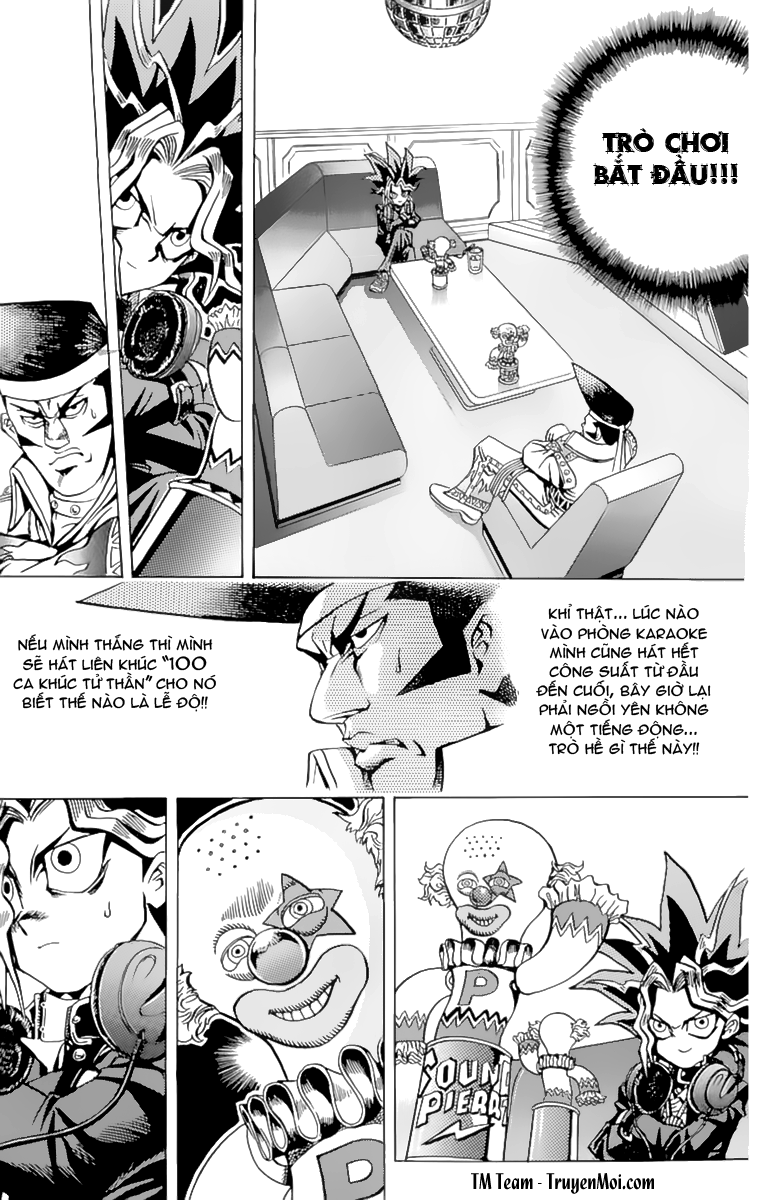 TRÒ CHƠI
BẮT ĐẦU!!!
KHỈ THẬT... LÚC NÀO
VÀO PHÒNG KARAOKE
MÌNH CŨNG HÁT HẾT
CÔNG SUẤT TỪ ĐẦU
ĐẾN CUỐI, BÂY GIỜ LẠI
PHẢI NGỒI YÊN KHÔNG
MỘT TIẾNG ĐỘNG...
TRÒ HỀ GÌ THẾ NÀY!!
NẾU MÌNH THẮNG THÌ MÌNH
SẼ HÁT LIÊN KHÚC "100
CA KHÚC TỬ THẦN" CHO NÓ
BIẾT THẾ NÀO LÀ LỄ ĐỘ!!
P
SOUND
PIERR
P
TM Team - TruyenMoi.com